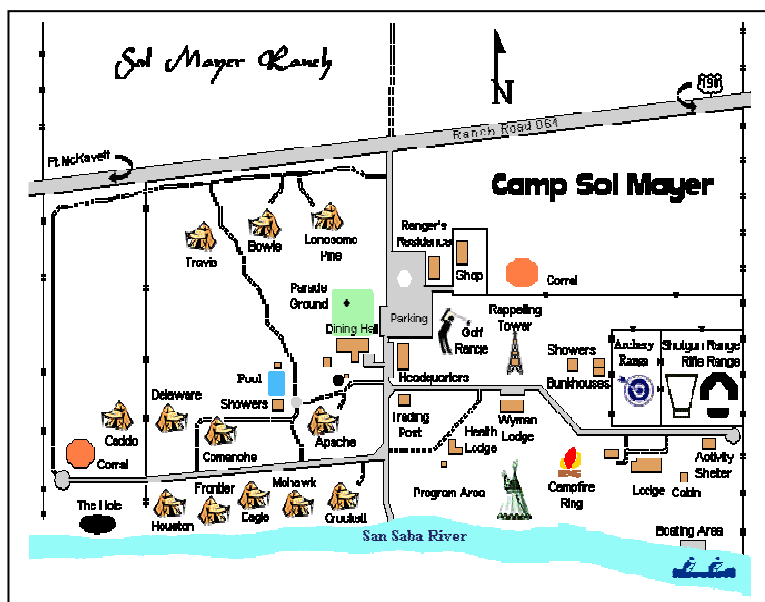 Sol Mayer Ranch
N
190
Ranch Road 864
Ft. McKavett
Camp Sol Mayer
Travis
Bowie
Lonesome
Pine
Ranger's
Residence
Shop
Corral
Parade
Ground
Parking
Dining Hall
Golf
Range
Rappelling
Tower
Headquarters
Showers
Bunkhouses
Archery
Range
Shotgun Range
Rifle Range
Pool
Showers
Delaware
Caddo
Comanche
Apache
Trading
Post
Wyman
Lodge
Health
Lodge
Corral
Program Area
Campfire
Ring
Lodge
Cabin
Activity
Shelter
The Hole
Houston
Frontier
Eagle
Mohawk
Crockett
Boating Area
San Saba River